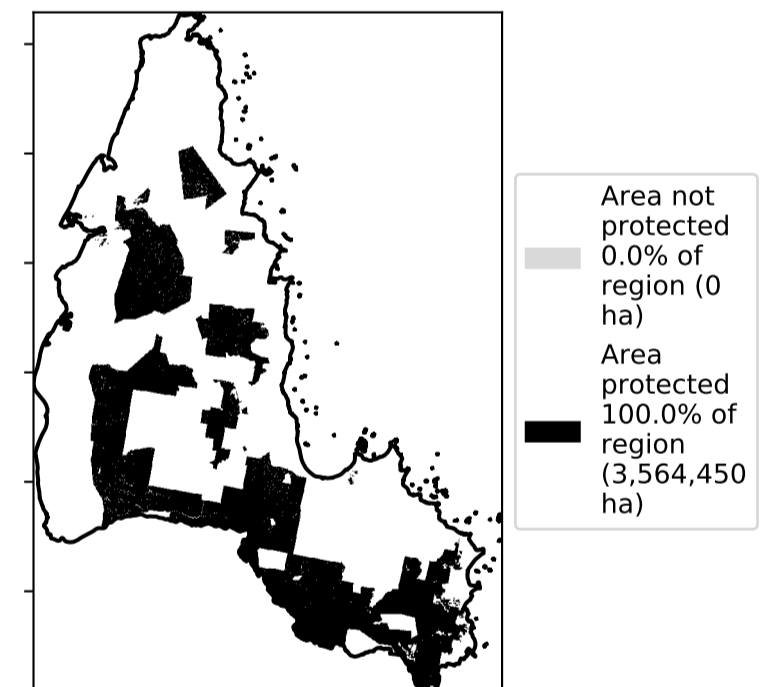 Area not
protected
0.0% of
region (0
ha)
Area
protected
100.0% of
region
(3,564,450
ha)